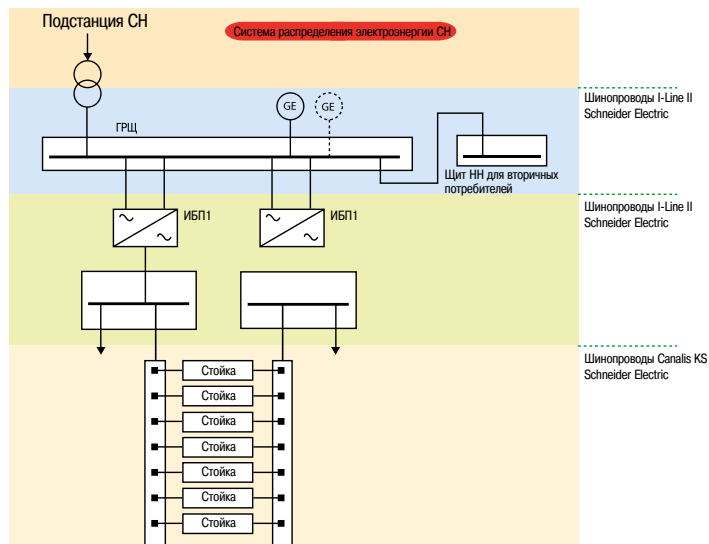 Подстанция СН
Система распределения электроэнергии СН
Шинопроводы I-Line II
Schneider Electric
GE
GE
ГРЩ
Щит НН для вторичных
потребителей
Шинопроводы I-Line II
Schneider Electric
ИБП1
ИБП1
Шинопроводы Canalis KS
Schneider Electric
Стойка
Стойка
Стойка
Стойка
Стойка
Стойка
Стойка